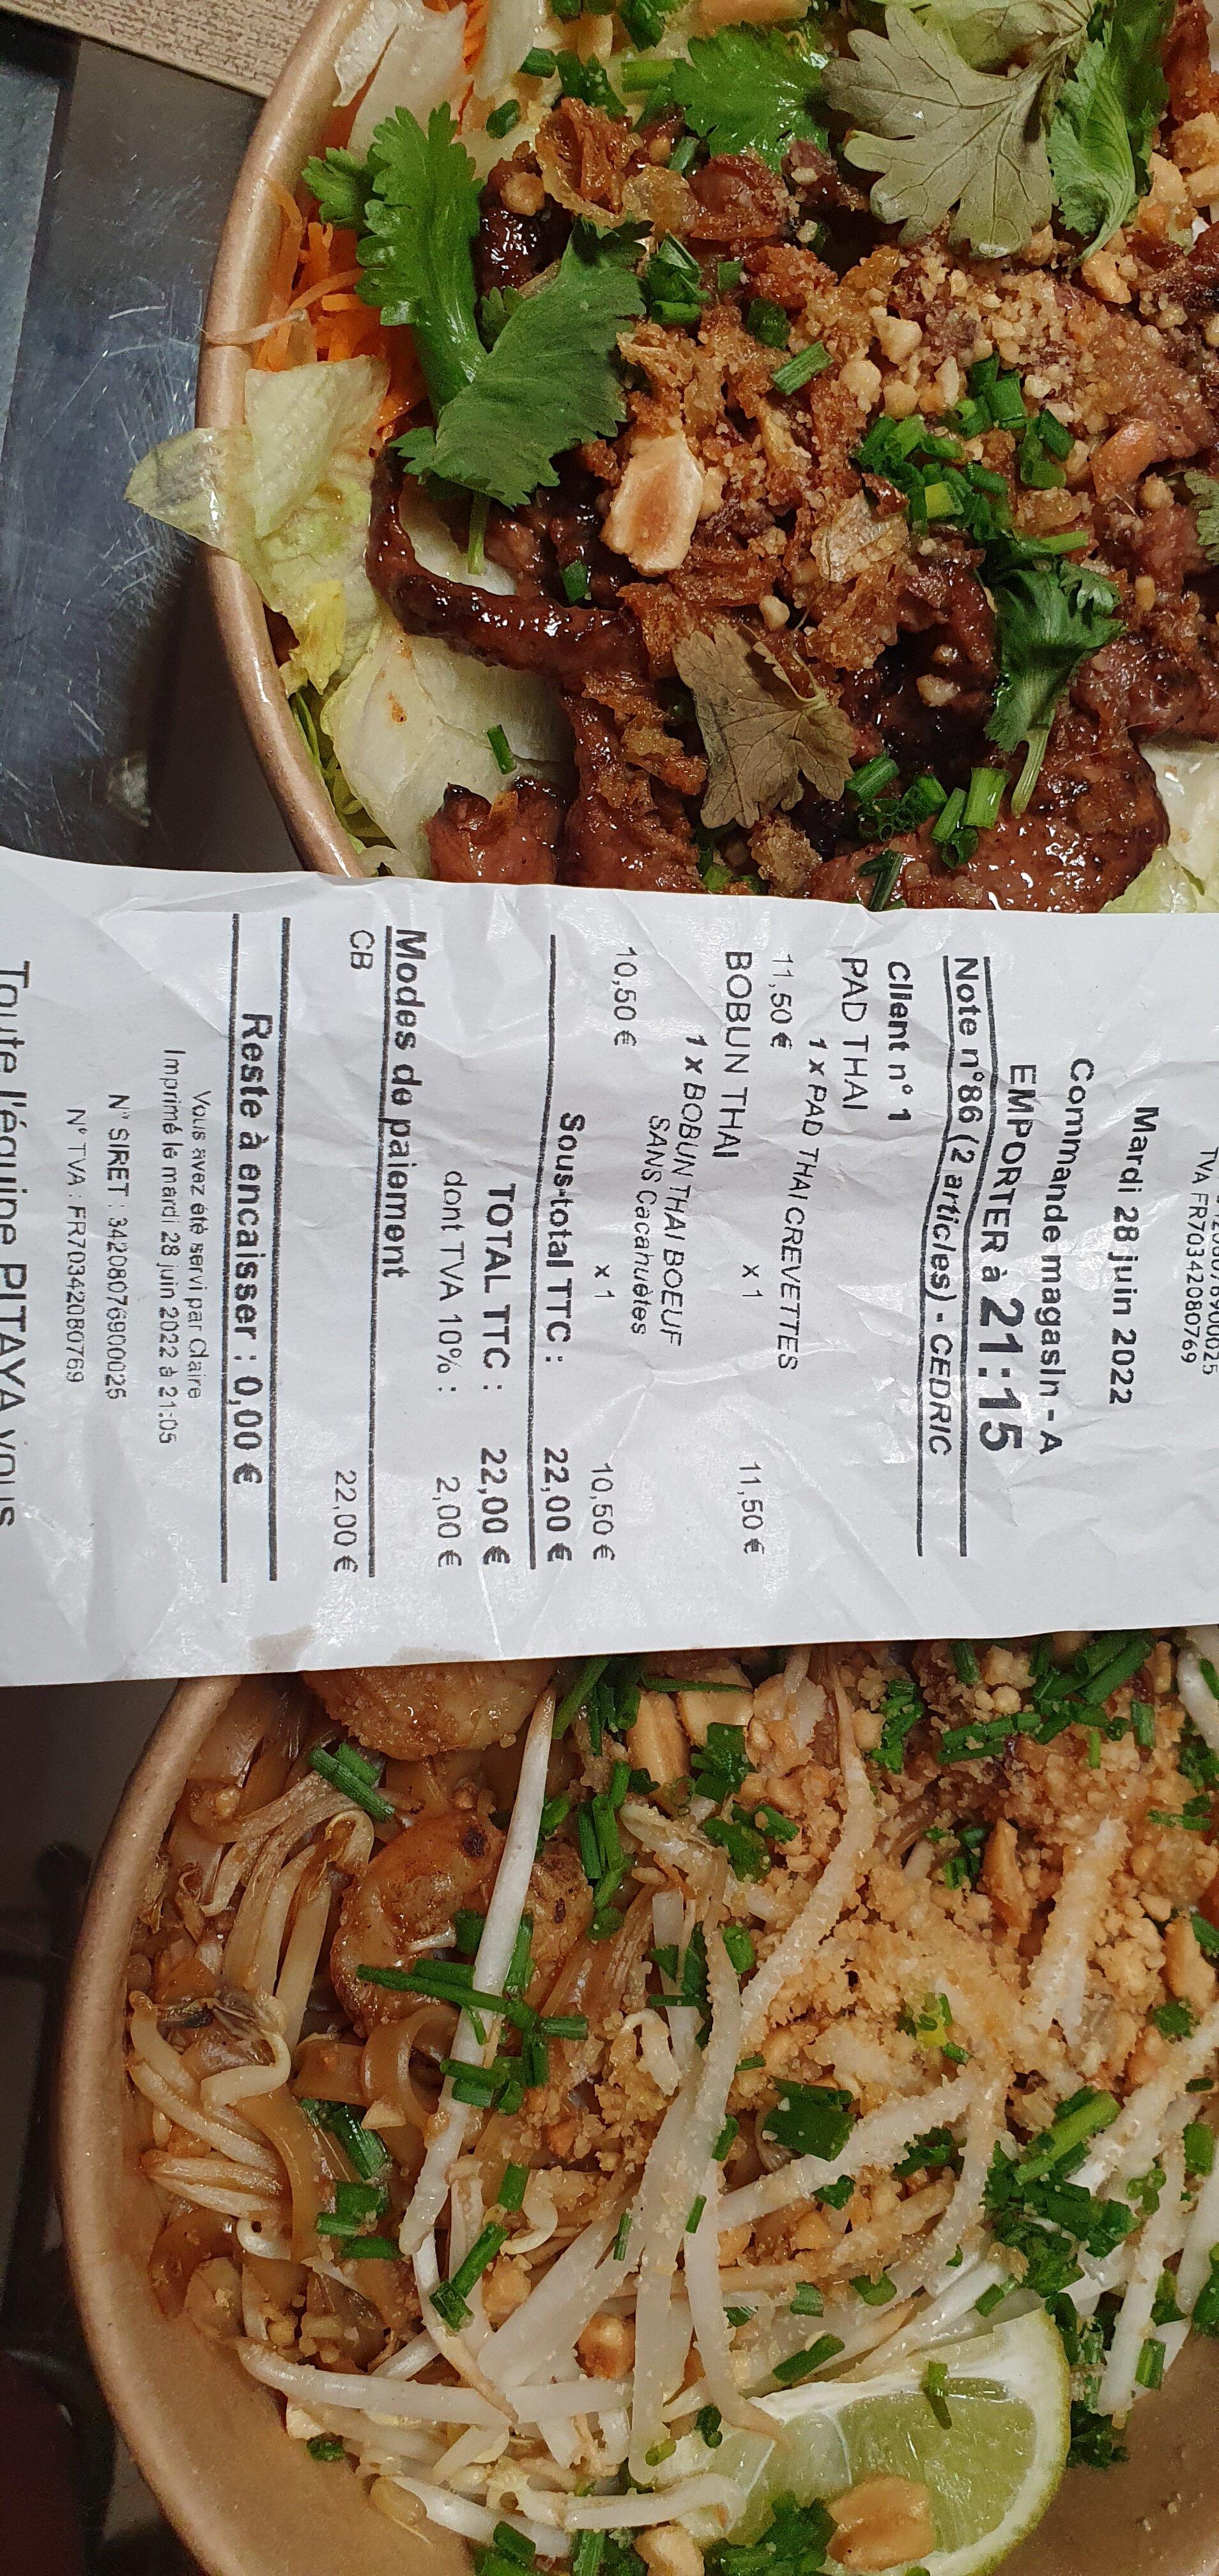 TVA FR70342080769
Mardi 28 juin 2022
Commande magasin - A
EMPORTER à 21:15
Note n°86 (2 articles) - CEDRIC
Client n° 1
PAD THAI
1 x PAD THAI CREVETTES
11,50 € x 1 11,50 €
BOBUN THAI
1 x BOBUN THAI BOEUF
SANS Cacahuètes
10,50 € x 1 10,50 €
Sous-total TTC : 22,00 €
TOTAL TTC : 22,00 €
dont TVA 10% : 2,00 €
Modes de paiement
CB 22,00 €
Reste à encaisser : 0,00 €
Vous avez été servi par Claire
Imprimé le mardi 28 juin 2022 à 21:05
N° SIRET : 34208076900025
N° TVA : FR70342080769
Toute l'équipe PITAYA vous